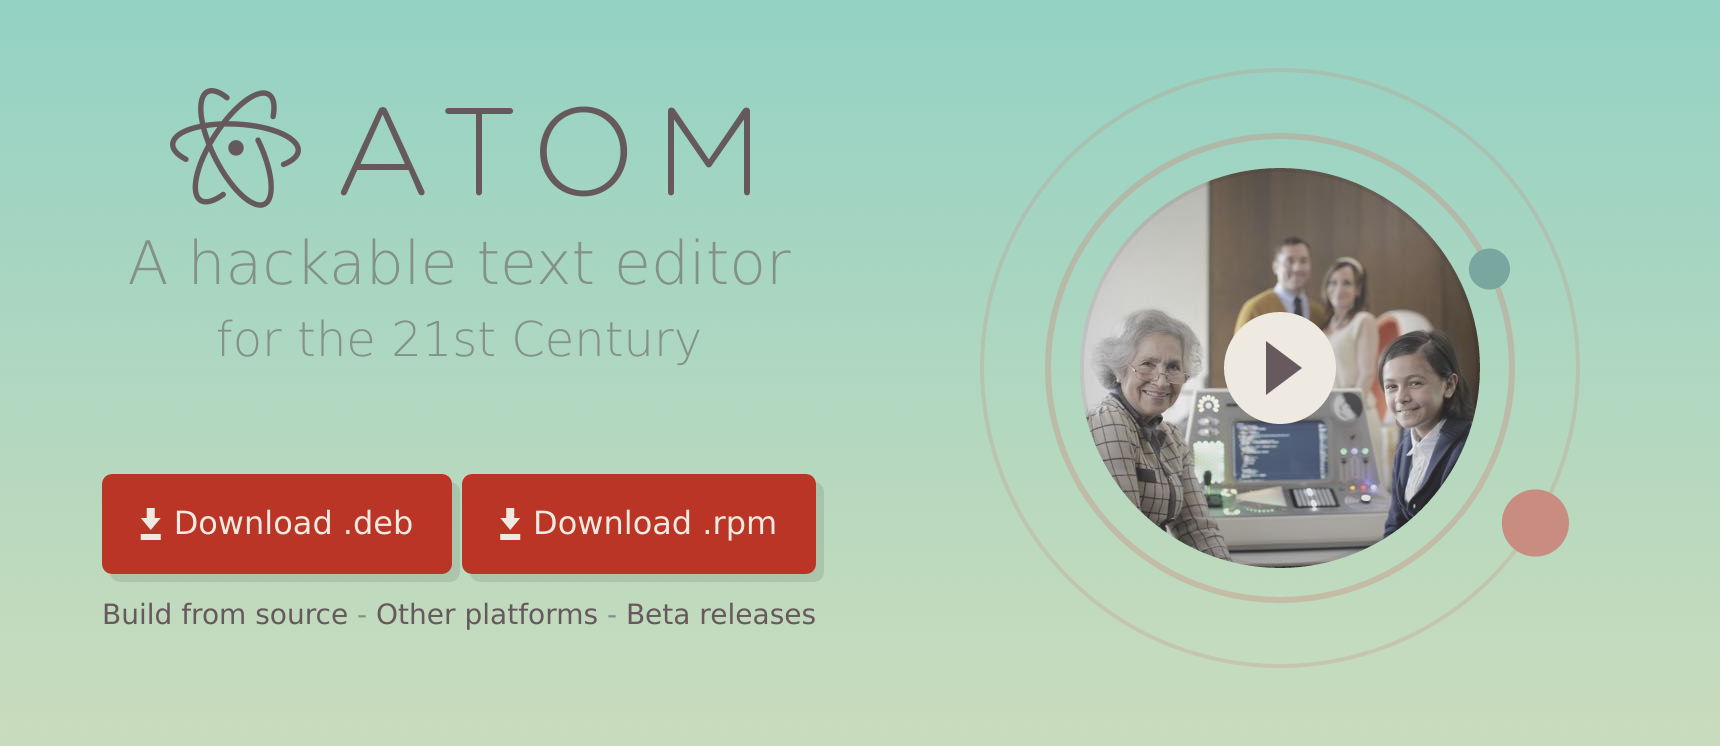 ATOM
A hackable text editor
for the 21st Century
Download .deb
Download .rpm
Build from source - Other platforms - Beta releases